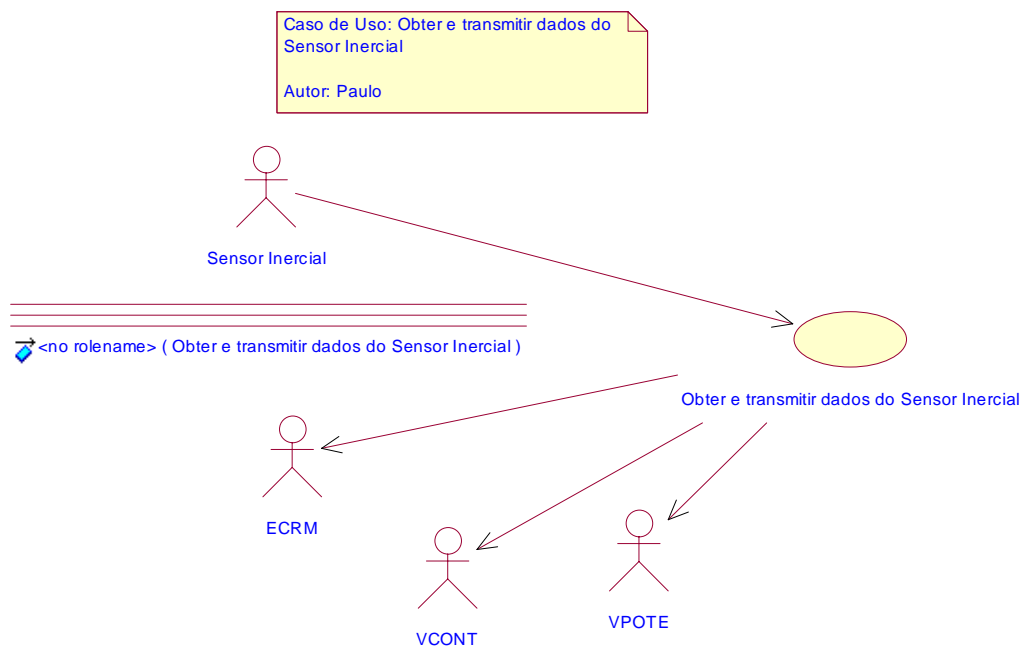 Caso de Uso: Obter e transmitir dados do
Sensor Inercial
Autor: Paulo
Sensor Inercial
<no rolename> ( Obter e transmitir dados do Sensor Inercial )
Obter e transmitir dados do Sensor Inercial
ECRM
VCONT
VPOTE